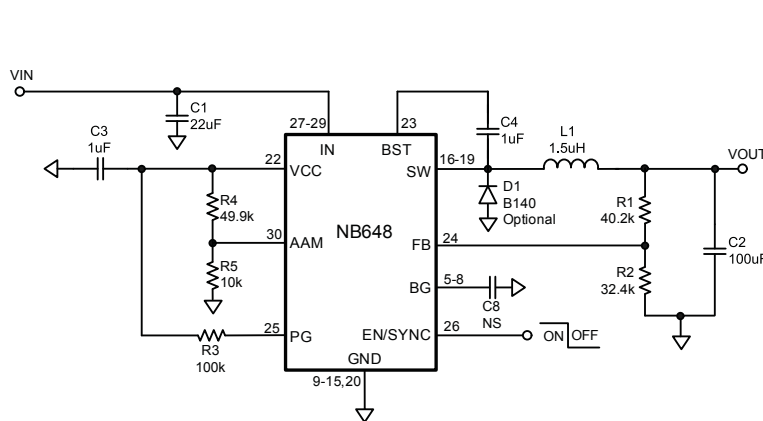 VIN
C1
22uF
27-29
IN
23
BST
C4
1uF
C3
1uF
22
VCC
SW
16-19
L1
1.5uH
VOUT
R4
49.9k
D1
B140
Optional
R1
40.2k
C2
100uF
30
AAM
NB648
FB
24
R5
10k
R2
32.4k
BG
5-8
C8
NS
25
PG
EN/SYNC
26
ON
OFF
R3
100k
GND
9-15,20